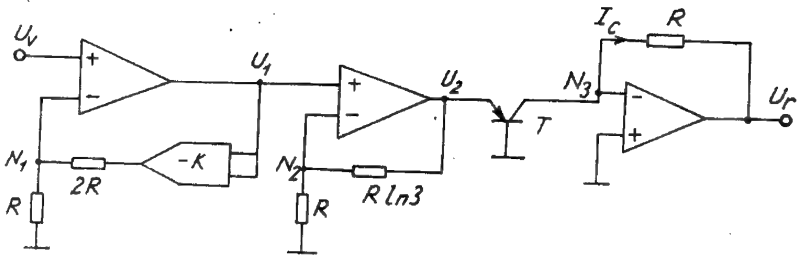 U_v
+
−
N_1
2R
R
−K
U_1
+
−
N_2
R
R ln3
U_2
T
I_c
R
N_3
−
+
U_r